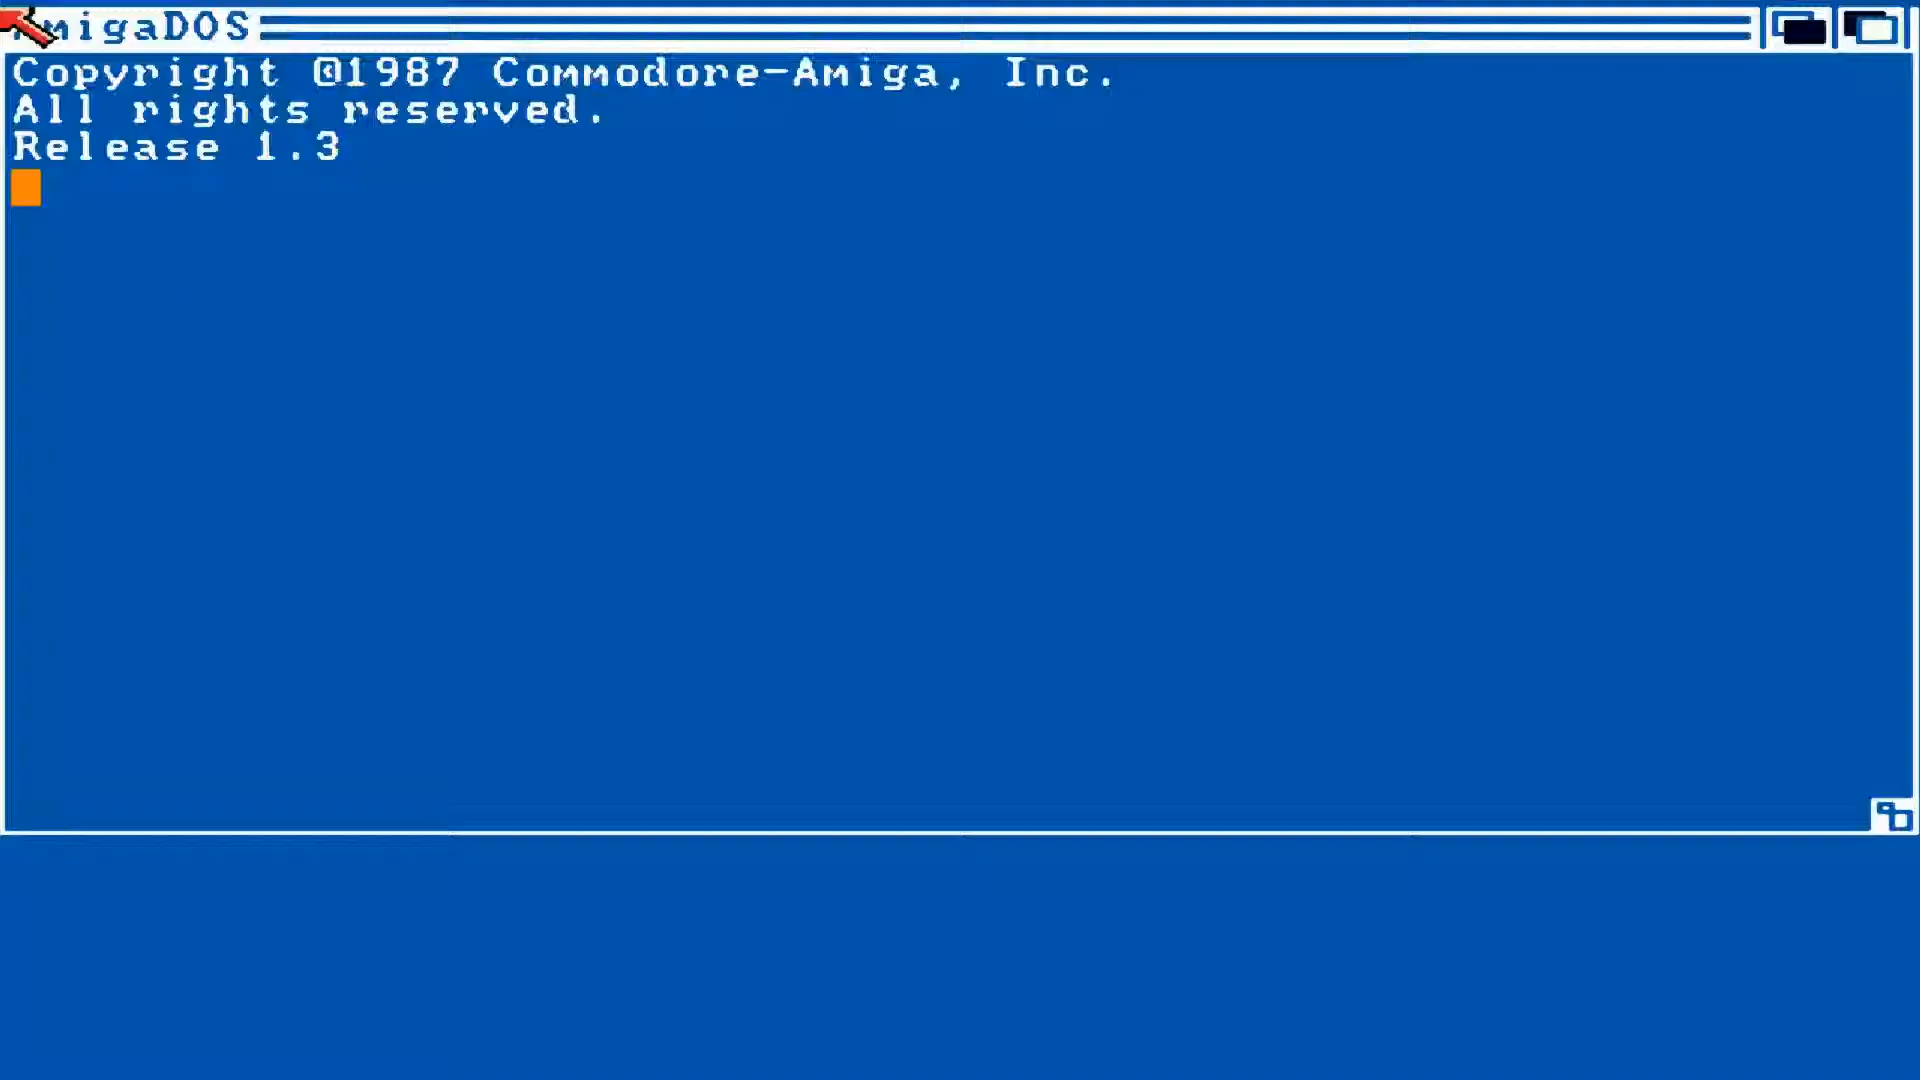 AmigaDOS
Copyright ©1987 Commodore-Amiga, Inc.
All rights reserved.
Release 1.3